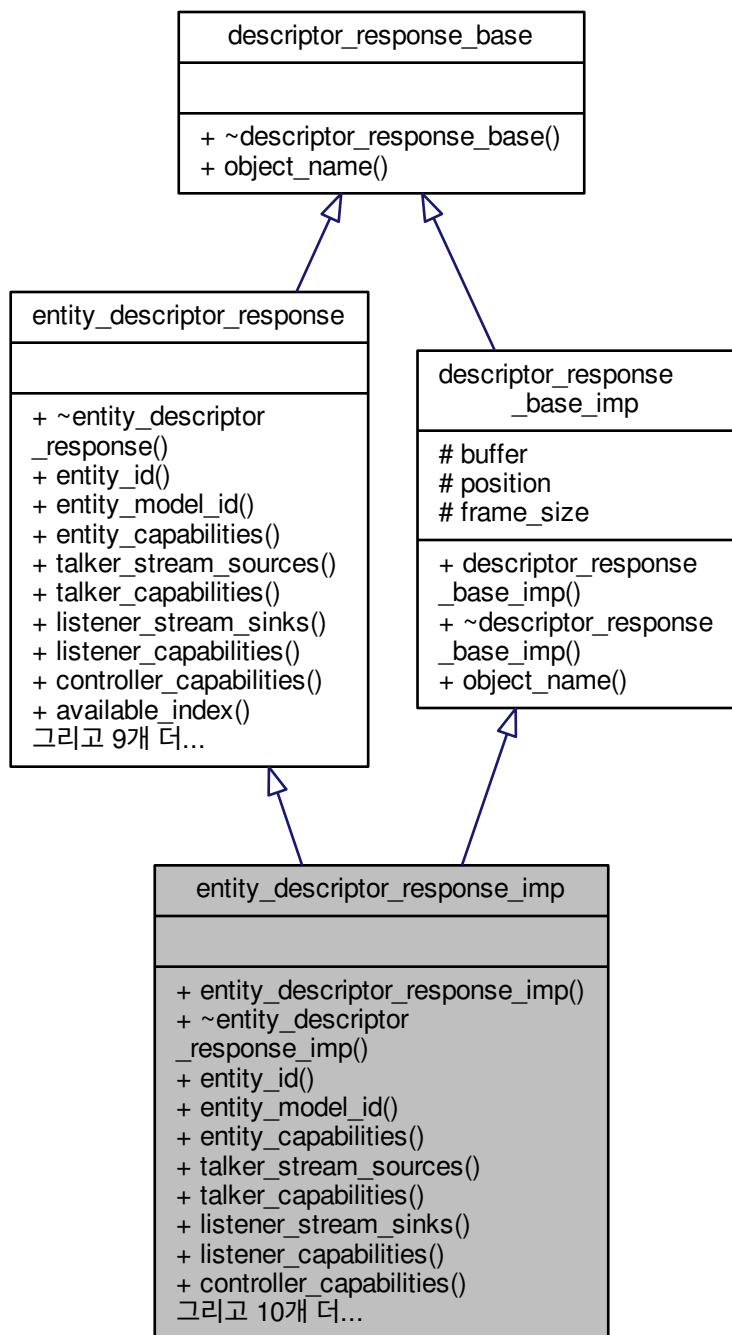 descriptor_response_base
+ ~descriptor_response_base()
+ object_name()
entity_descriptor_response
+ ~entity_descriptor
_response()
+ entity_id()
+ entity_model_id()
+ entity_capabilities()
+ talker_stream_sources()
+ talker_capabilities()
+ listener_stream_sinks()
+ listener_capabilities()
+ controller_capabilities()
+ available_index()
그리고 9개 더...
descriptor_response
_base_imp
# buffer
# position
# frame_size
+ descriptor_response
_base_imp()
+ ~descriptor_response
_base_imp()
+ object_name()
entity_descriptor_response_imp
+ entity_descriptor_response_imp()
+ ~entity_descriptor
_response_imp()
+ entity_id()
+ entity_model_id()
+ entity_capabilities()
+ talker_stream_sources()
+ talker_capabilities()
+ listener_stream_sinks()
+ listener_capabilities()
+ controller_capabilities()
그리고 10개 더...